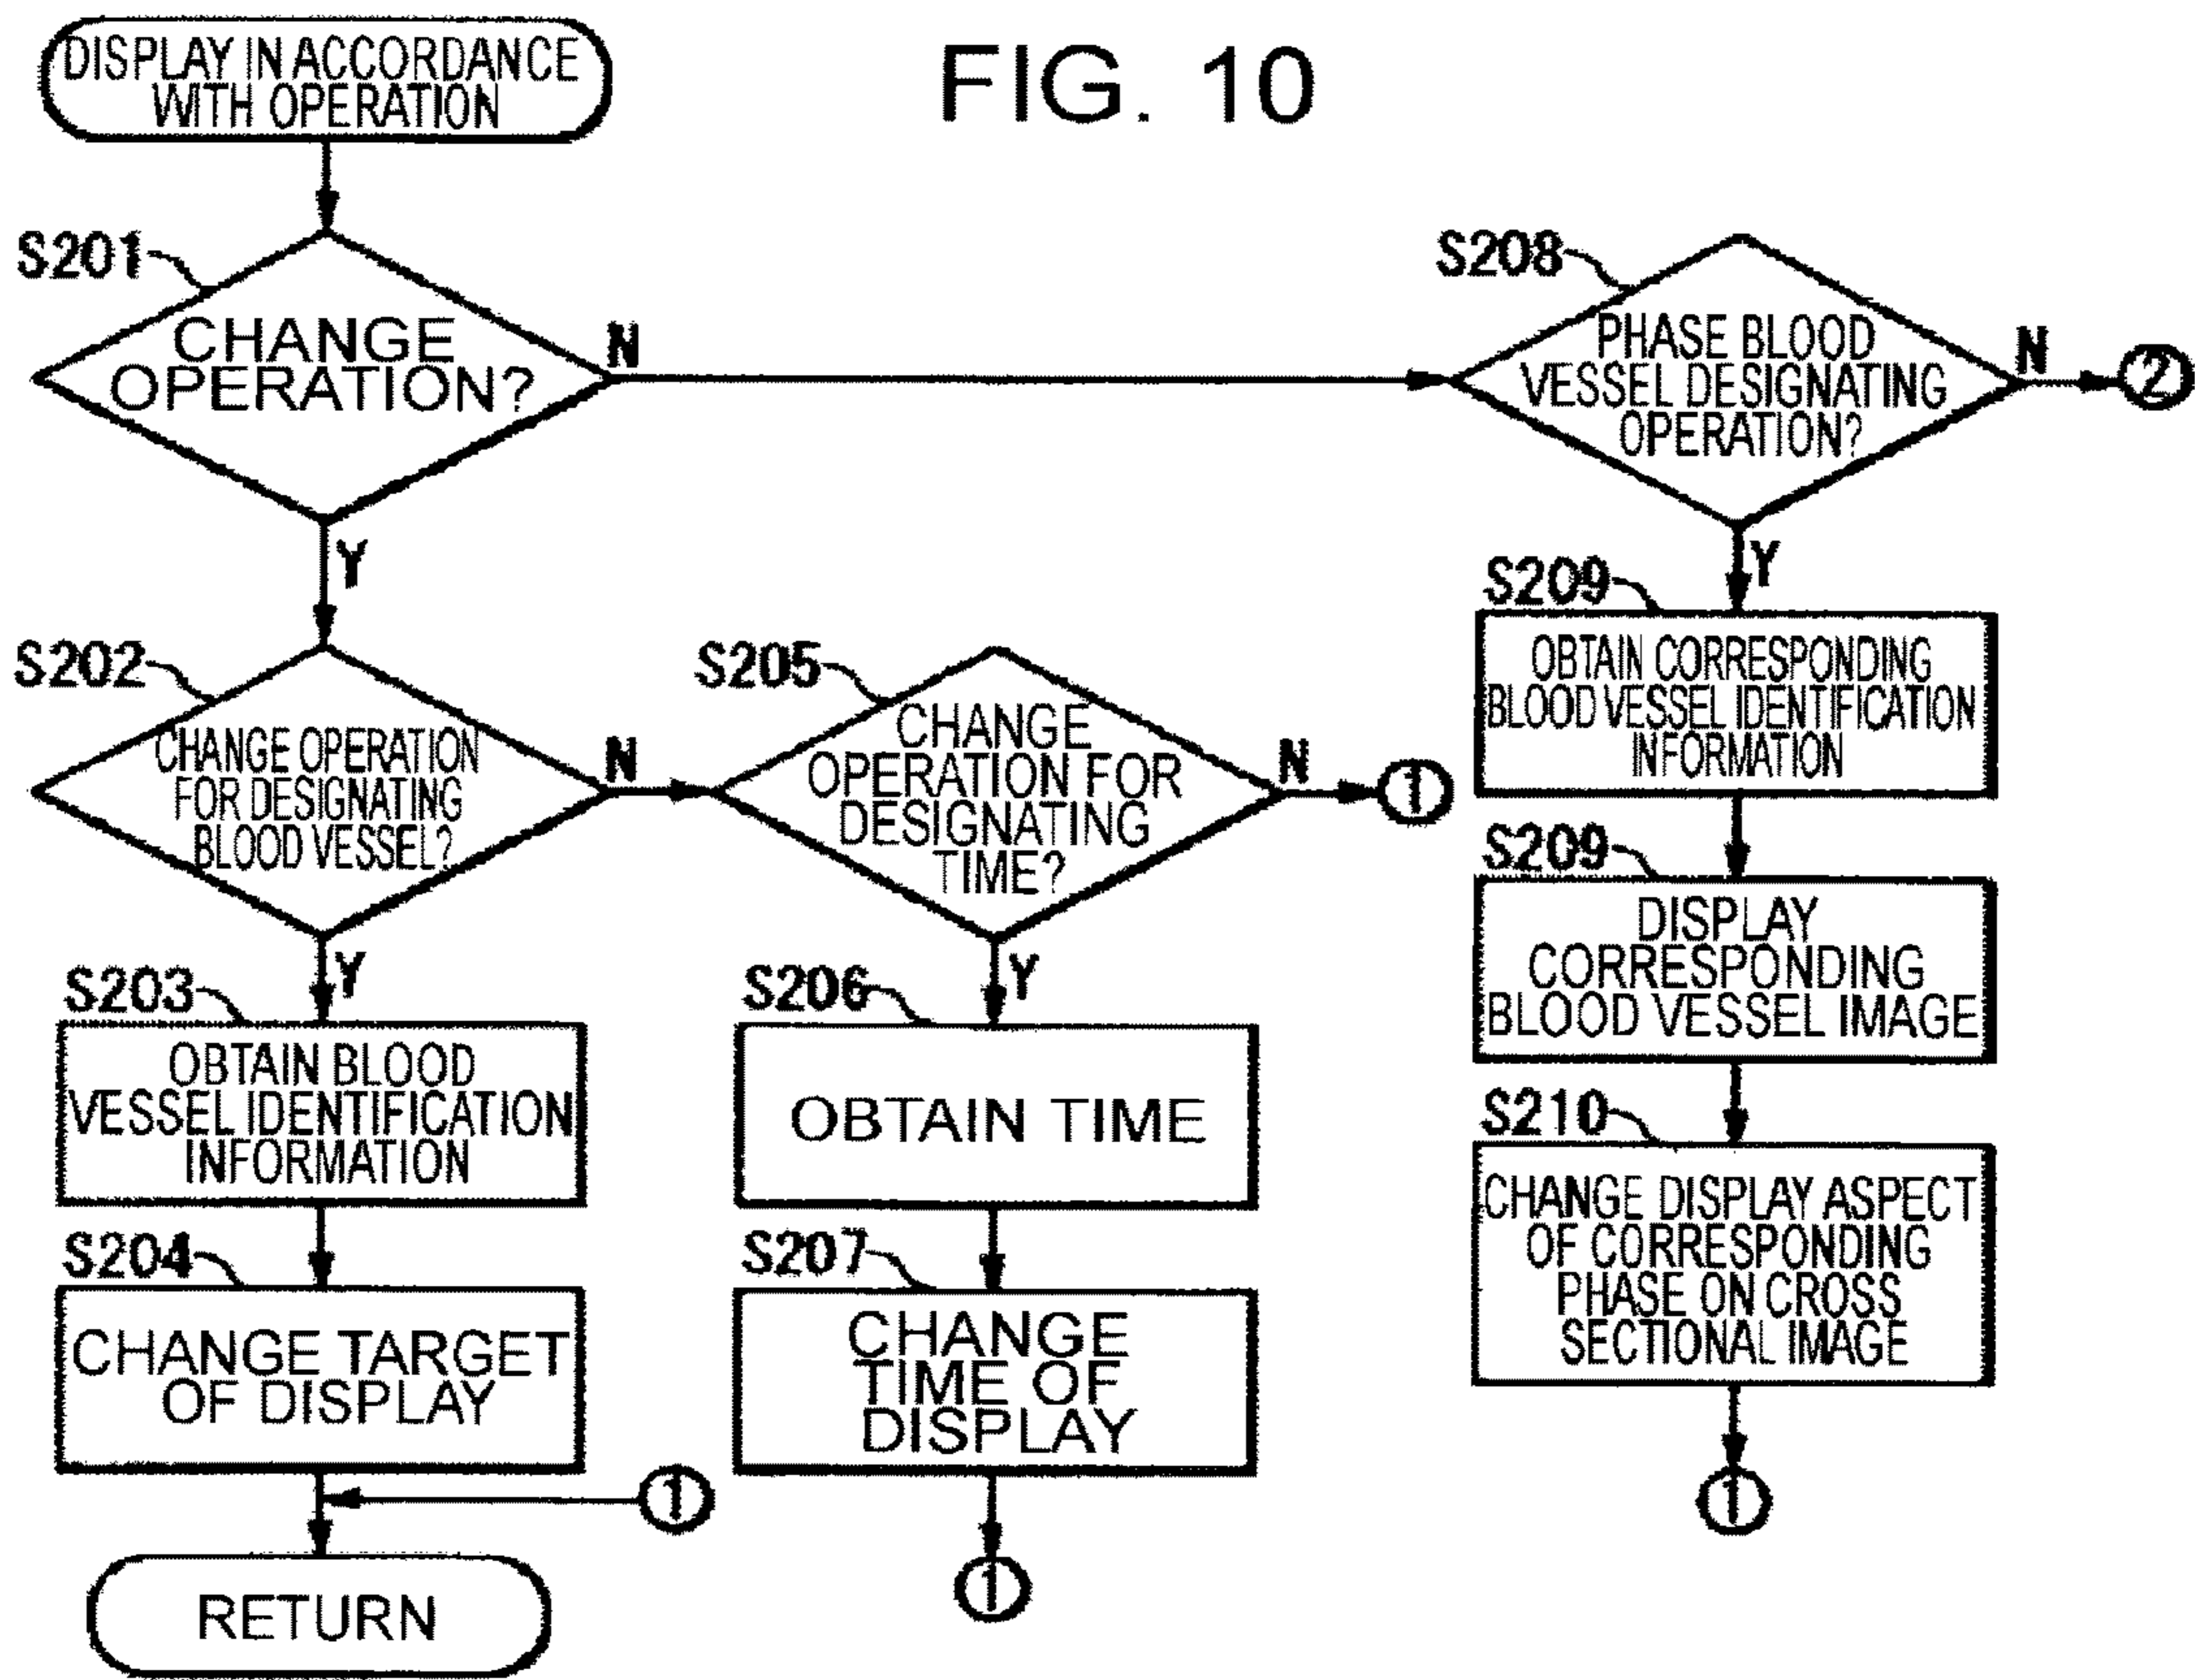 FIG. 10
DISPLAY IN ACCORDANCE
WITH OPERATION
S201
CHANGE
OPERATION?
N
Y
S202
CHANGE OPERATION
FOR DESIGNATING
BLOOD VESSEL?
N
Y
S203
OBTAIN BLOOD
VESSEL IDENTIFICATION
INFORMATION
S204
CHANGE TARGET
OF DISPLAY
1
RETURN
S205
CHANGE
OPERATION FOR
DESIGNATING
TIME?
N
1
Y
S206
OBTAIN TIME
S207
CHANGE
TIME OF
DISPLAY
1
S208
PHASE BLOOD
VESSEL DESIGNATING
OPERATION?
N
2
Y
S209
OBTAIN CORRESPONDING
BLOOD VESSEL IDENTIFICATION
INFORMATION
S209
DISPLAY
CORRESPONDING
BLOOD VESSEL IMAGE
S210
CHANGE DISPLAY ASPECT
OF CORRESPONDING
PHASE ON CROSS
SECTIONAL IMAGE
1